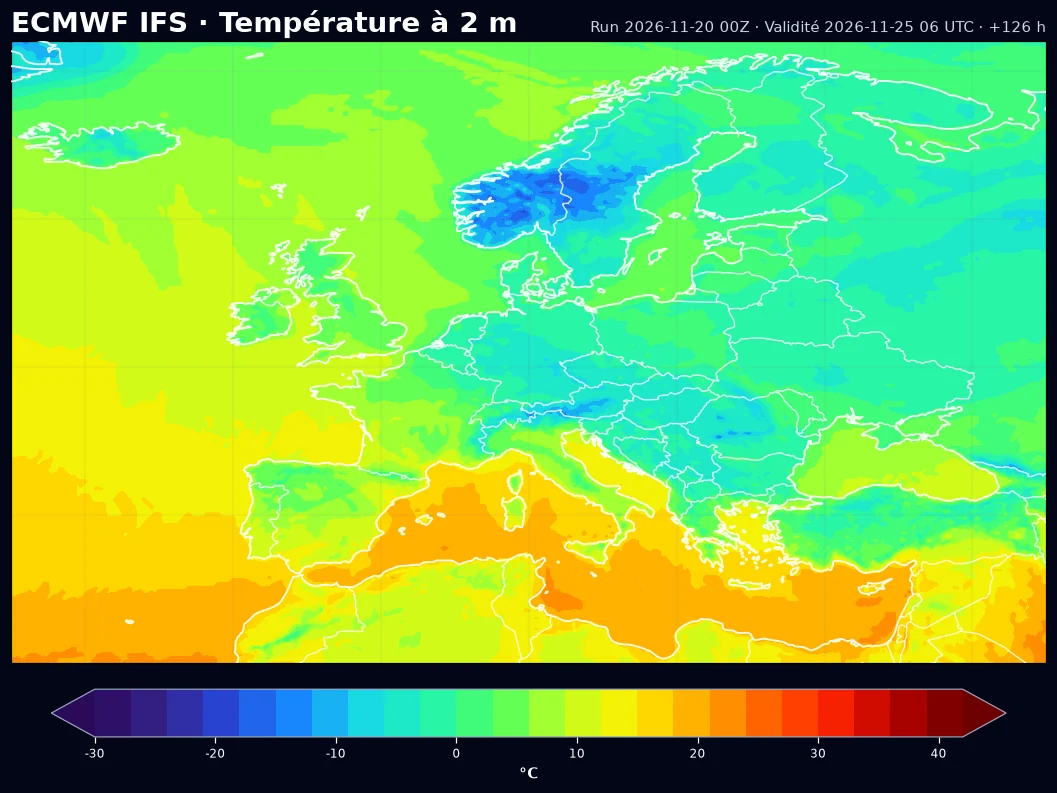 ECMWF IFS · Température à 2 m
Run 2026-11-20 00Z · Validité 2026-11-25 06 UTC · +126 h
-30 -20 -10 0 10 20 30 40
°C